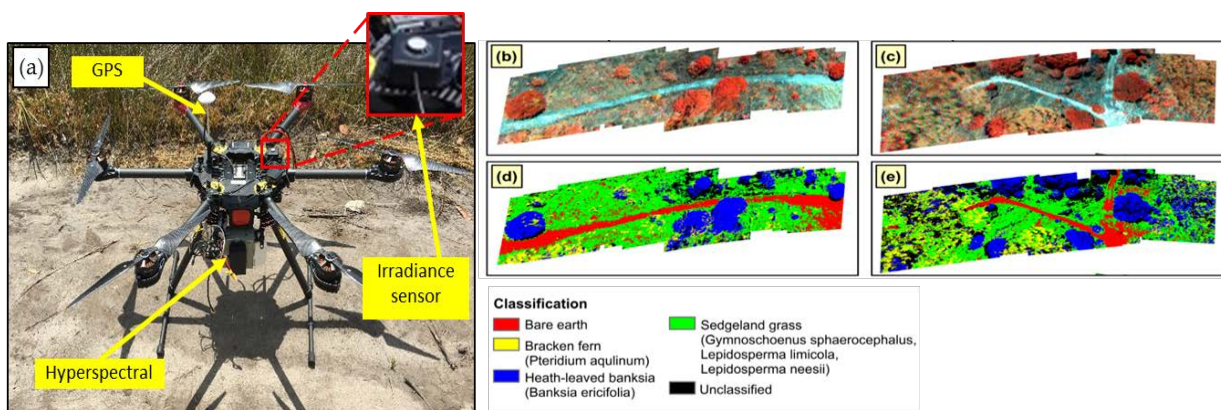 (a)
GPS
Irradiance
sensor
Hyperspectral
(b)
(c)
(d)
(e)
Classification
Bare earth
Bracken fern
(Pteridium aqulinum)
Heath-leaved banksia
(Banksia ericifolia)
Sedgeland grass
(Gymnoschoenus sphaerocephalus,
Lepidosperma limicola,
Lepidosperma neesii)
Unclassified